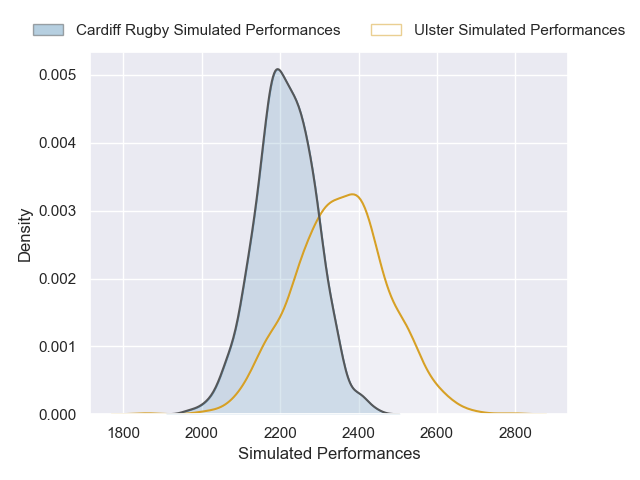 Cardiff Rugby Simulated Performances Ulster Simulated Performances
0.005
0.004
0.003
0.002
0.001
0.000
Density
1800 2000 2200 2400 2600 2800
Simulated Performances